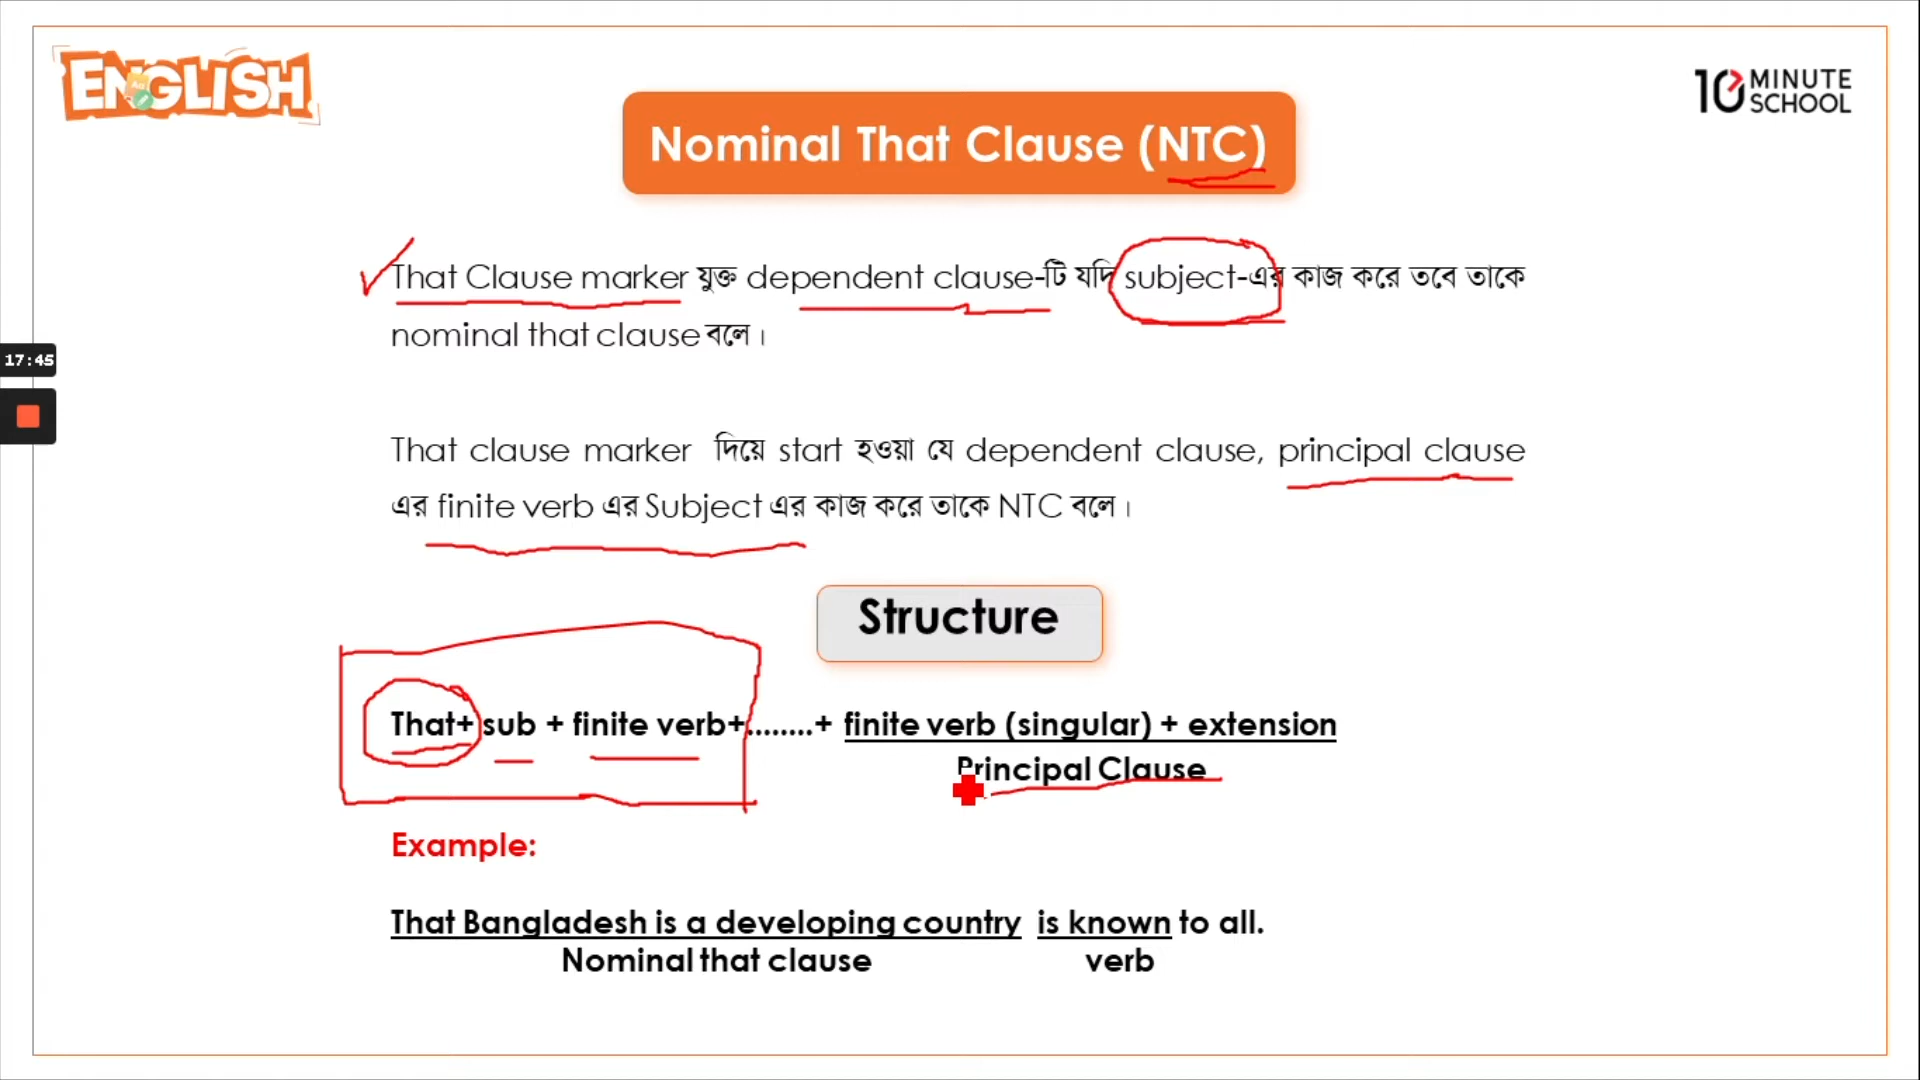 ENGLISH
10 MINUTE SCHOOL
Nominal That Clause (NTC)
That Clause marker যুক্ত dependent clause-টি যদি subject-এর কাজ করে তবে তাকে
nominal that clause বলে।
17:45
That clause marker দিয়ে start হওয়া যে dependent clause, principal clause
এর finite verb এর Subject এর কাজ করে তাকে NTC বলে।
Structure
That+ sub + finite verb+........+ finite verb (singular) + extension
Principal Clause
Example:
That Bangladesh is a developing country is known to all.
Nominal that clause verb